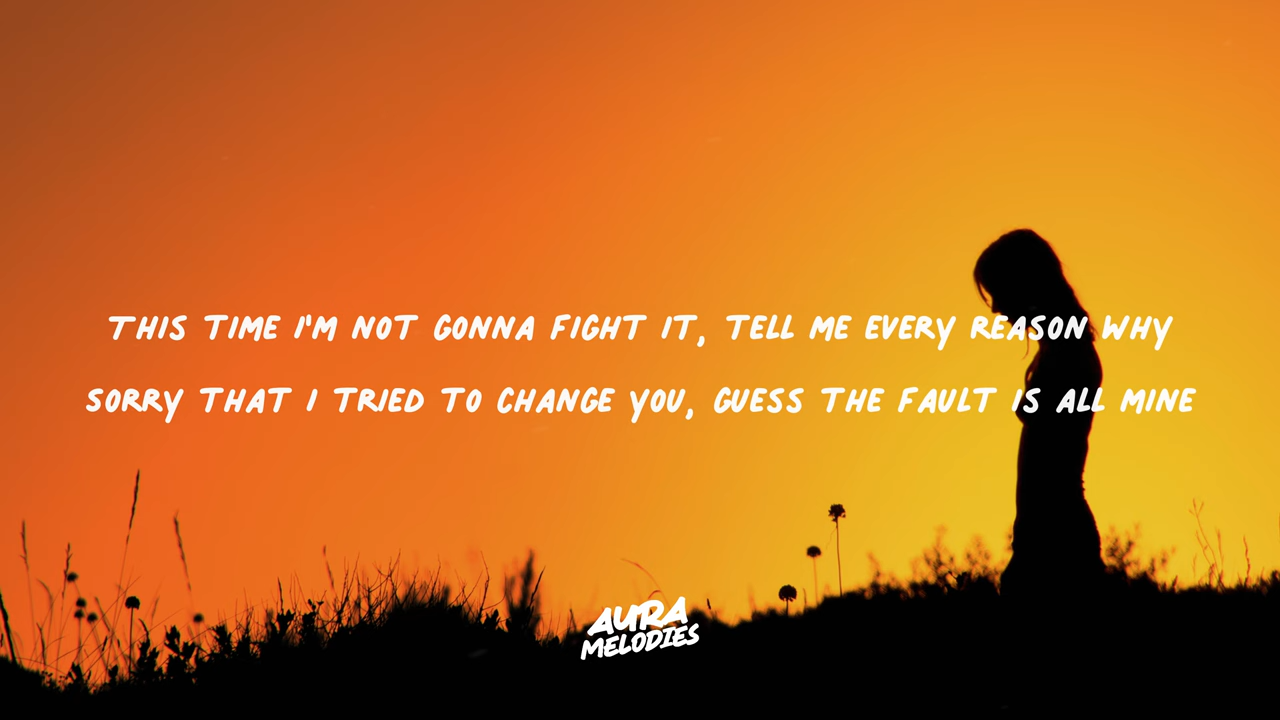 THIS TIME I'M NOT GONNA FIGHT IT, TELL ME EVERY REASON WHY
SORRY THAT I TRIED TO CHANGE YOU, GUESS THE FAULT IS ALL MINE
AURA
MELODIES